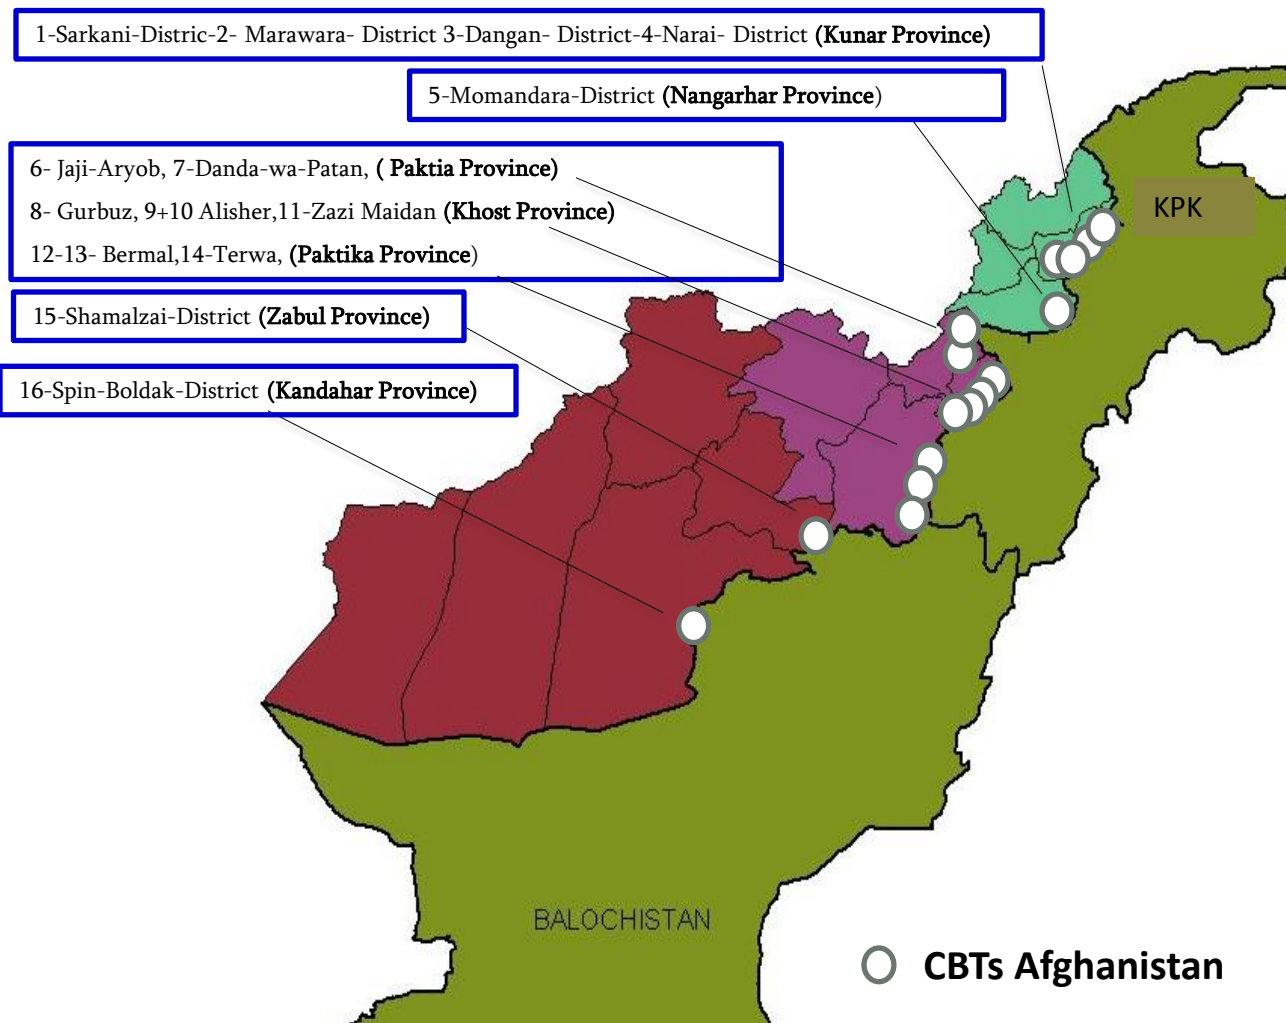 1-Sarkani-Distric-2- Marawara- District 3-Dangan- District-4-Narai- District (Kunar Province)
5-Momandara-District (Nangarhar Province)
6- Jaji-Aryob, 7-Danda-wa-Patan, ( Paktia Province)
8- Gurbuz, 9+10 Alisher,11-Zazi Maidan (Khost Province)
12-13- Bermal,14-Terwa, (Paktika Province)
15-Shamalzai-District (Zabul Province)
16-Spin-Boldak-District (Kandahar Province)
KPK
BALOCHISTAN
CBTs Afghanistan